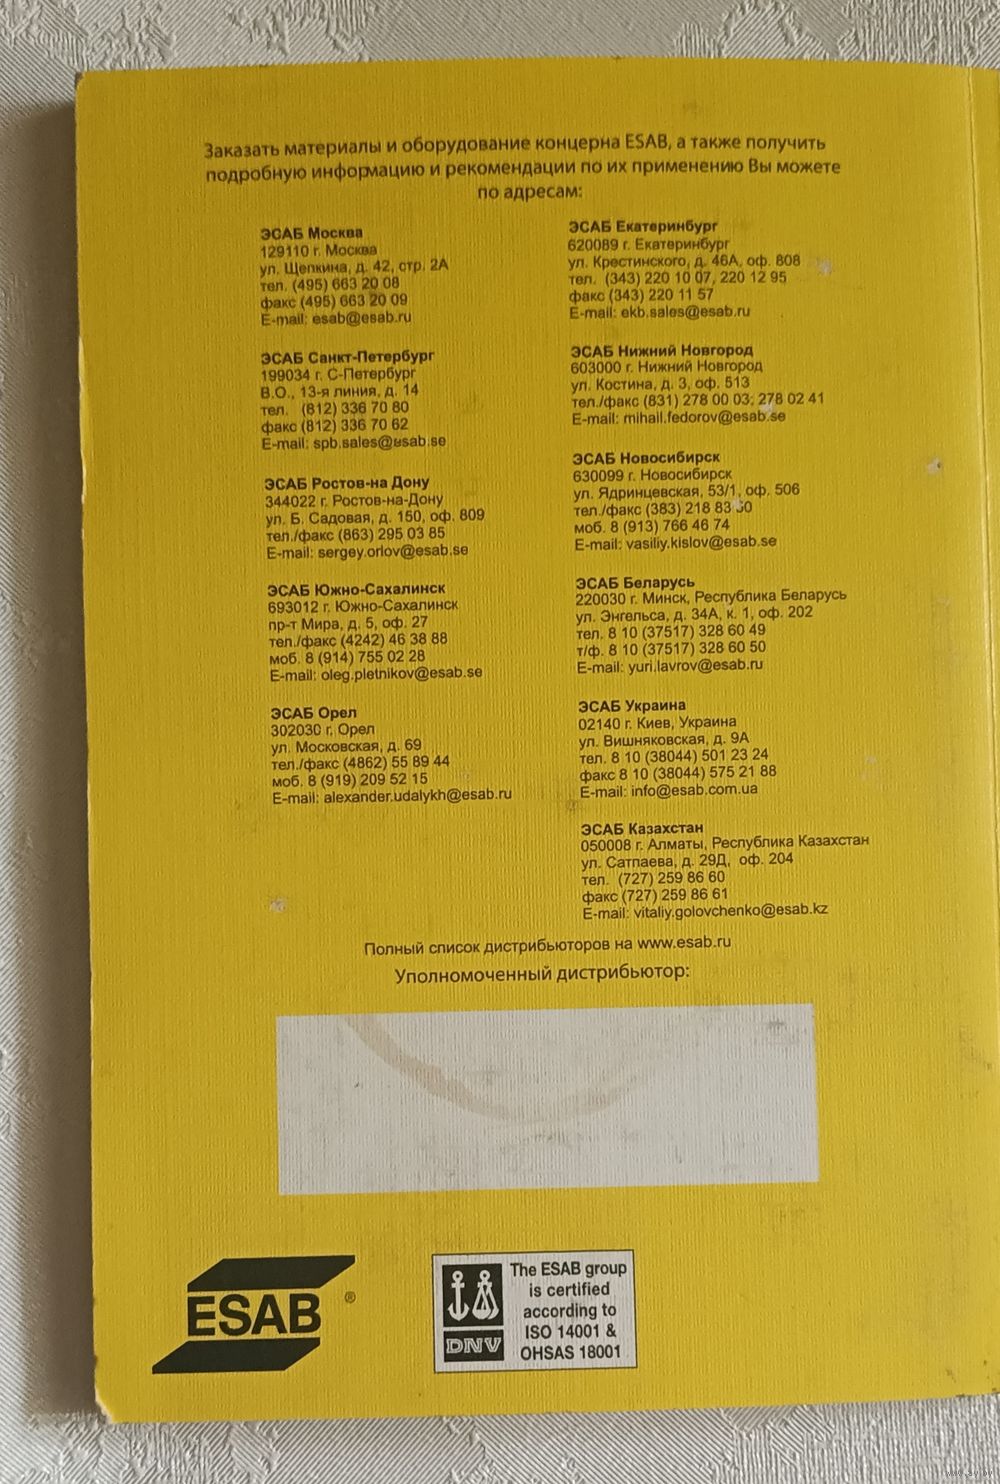 Заказать материалы и оборудование концерна ESAB, а также получить
подробную информацию и рекомендации по их применению Вы можете
по адресам:
ЭСАБ Москва
129110 г. Москва
ул. Щепкина, д. 42, стр. 2А
тел. (495) 663 20 08
факс (495) 663 20 09
E-mail: esab@esab.ru
ЭСАБ Санкт-Петербург
199034 г. С-Петербург
В.О., 13-я линия, д. 14
тел. (812) 336 70 80
факс (812) 336 70 62
E-mail: spb.sales@esab.se
ЭСАБ Ростов-на Дону
344022 г. Ростов-на-Дону
ул. Б. Садовая, д. 150, оф. 809
тел./факс (863) 295 03 85
E-mail: sergey.orlov@esab.se
ЭСАБ Южно-Сахалинск
693012 г. Южно-Сахалинск
пр-т Мира, д. 5, оф. 27
тел./факс (4242) 46 38 88
моб. 8 (914) 755 02 28
E-mail: oleg.pletnikov@esab.se
ЭСАБ Орел
302030 г. Орел
ул. Московская, д. 69
тел./факс (4862) 55 89 44
моб. 8 (919) 209 52 15
E-mail: alexander.udalykh@esab.ru
ЭСАБ Екатеринбург
620089 г. Екатеринбург
ул. Крестинского, д. 46А, оф. 808
тел. (343) 220 10 07, 220 12 95
факс (343) 220 11 57
E-mail: ekb.sales@esab.ru
ЭСАБ Нижний Новгород
603000 г. Нижний Новгород
ул. Костина, д. 3, оф. 513
тел./факс (831) 278 00 03; 278 02 41
E-mail: mihail.fedorov@esab.se
ЭСАБ Новосибирск
630099 г. Новосибирск
ул. Ядринцевская, 53/1, оф. 506
тел./факс (383) 218 83
моб. 8 (913) 766 46 74
E-mail: vasiliy.kislov@esab.se
ЭСАБ Беларусь
220030 г. Минск, Республика Беларусь
ул. Энгельса, д. 34А, к. 1, оф. 202
тел. 8 10 (37517) 328 60 49
т/ф. 8 10 (37517) 328 60 50
E-mail: yuri.lavrov@esab.ru
ЭСАБ Украина
02140 г. Киев, Украина
ул. Вишняковская, д. 9А
тел. 8 10 (38044) 501 23 24
факс 8 10 (38044) 575 21 88
E-mail: info@esab.com.ua
ЭСАБ Казахстан
050008 г. Алматы, Республика Казахстан
ул. Сатпаева, д. 29Д, оф. 204
тел. (727) 259 86 60
факс (727) 259 86 61
E-mail: vitaliy.golovchenko@esab.kz
Полный список дистрибьюторов на www.esab.ru
Уполномоченный дистрибьютор:
ESAB ®
The ESAB group
is certified
according to
ISO 14001 &
OHSAS 18001
DNV